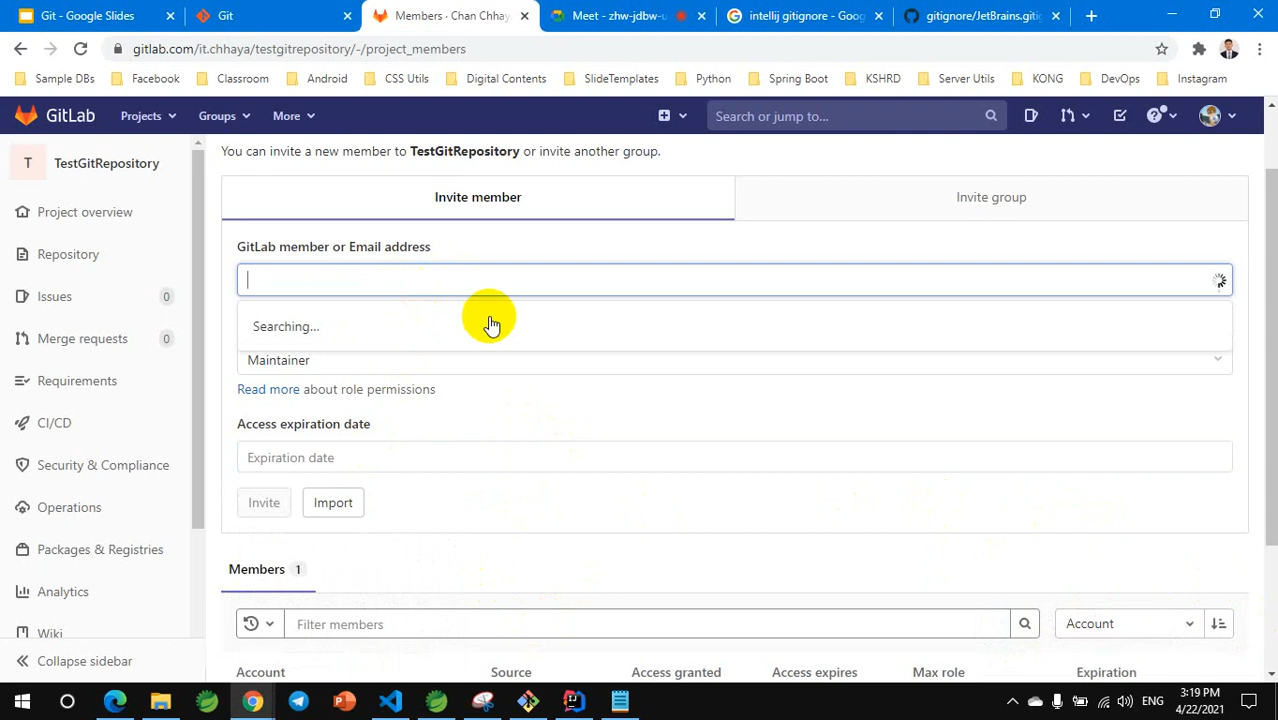 Git - Google Slides
Git
Members · Chan Chhay
Meet - zhw-jdbw-u
intellij gitignore - Goog
gitignore/JetBrains.giti
gitlab.com/it.chhaya/testgitrepository/-/project_members
Sample DBs
Facebook
Classroom
Android
CSS Utils
Digital Contents
SlideTemplates
Python
Spring Boot
KSHRD
Server Utils
KONG
DevOps
Instagram
GitLab
Projects
Groups
More
Search or jump to...
T
TestGitRepository
Project overview
Repository
Issues 0
Merge requests 0
Requirements
CI/CD
Security & Compliance
Operations
Packages & Registries
Analytics
Wiki
Collapse sidebar
You can invite a new member to TestGitRepository or invite another group.
Invite member
Invite group
GitLab member or Email address
Searching...
Maintainer
Read more about role permissions
Access expiration date
Expiration date
Invite
Import
Members 1
Filter members
Account
Account
Source
Access granted
Access expires
Max role
Expiration
ENG
3:19 PM
4/22/2021